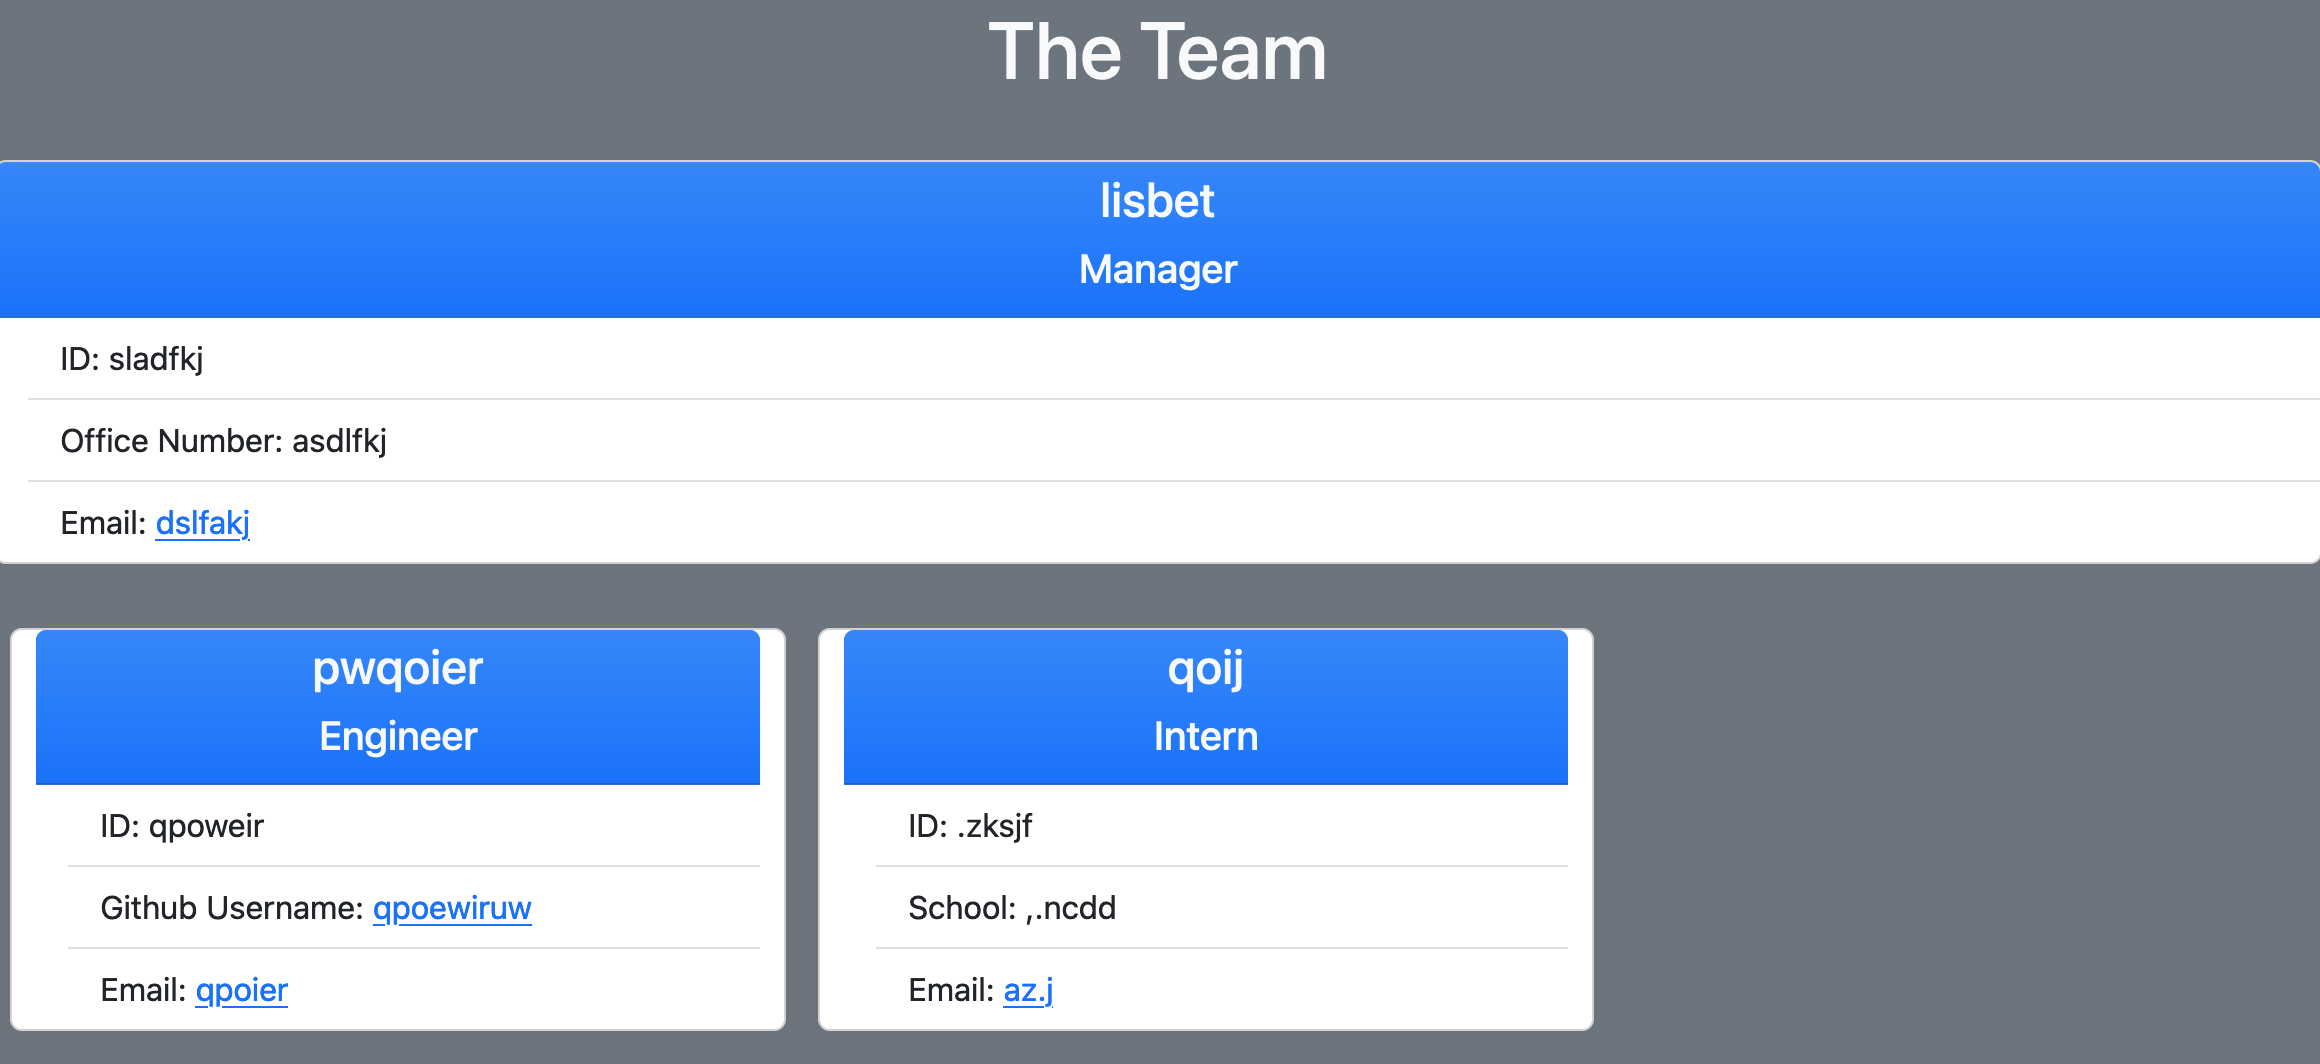 The Team
lisbet
Manager
ID: sladfkj
Office Number: asdlfkj
Email: dslfakj
pwqoier
Engineer
ID: qpoweir
Github Username: qpoewiruw
Email: qpoier
qoij
Intern
ID: .zksjf
School: ,.ncdd
Email: az.j